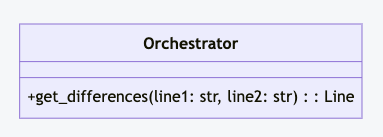 Orchestrator
+get_differences(line1: str, line2: str) : : Line